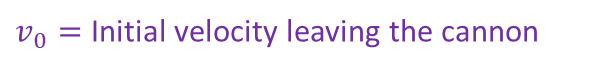 v₀ = Initial velocity leaving the cannon